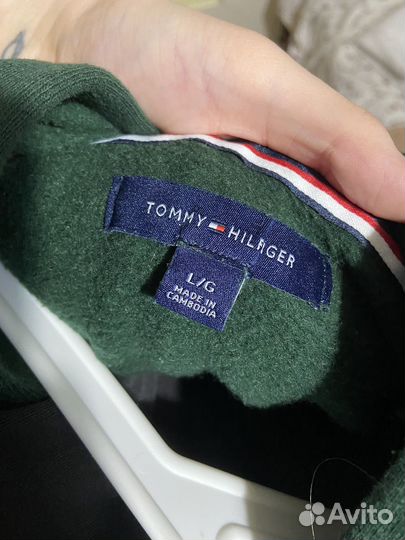 TOMMY HILFIGER
L/G
MADE IN
CAMBODIA
Avito